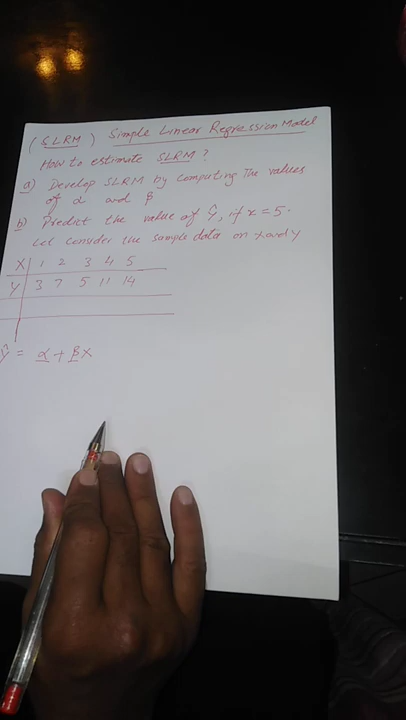 (SLRM) Simple Linear Regression Model
How to estimate SLRM?
a) Develop SLRM by computing The values
of α and β
b) Predict the value of Ŷ, if x = 5.
Let consider the sample data on x and y
X 1 2 3 4 5
Y 3 7 5 11 14
Ŷ = α + βX